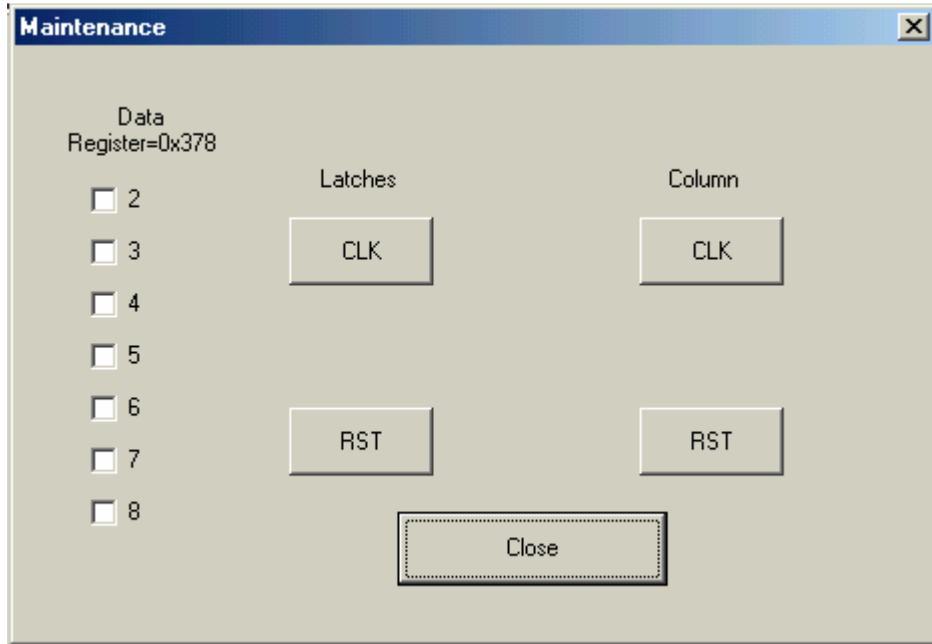 Maintenance
Data
Register=0x378
Latches
Column
2
3
4
5
6
7
8
CLK
CLK
RST
RST
Close